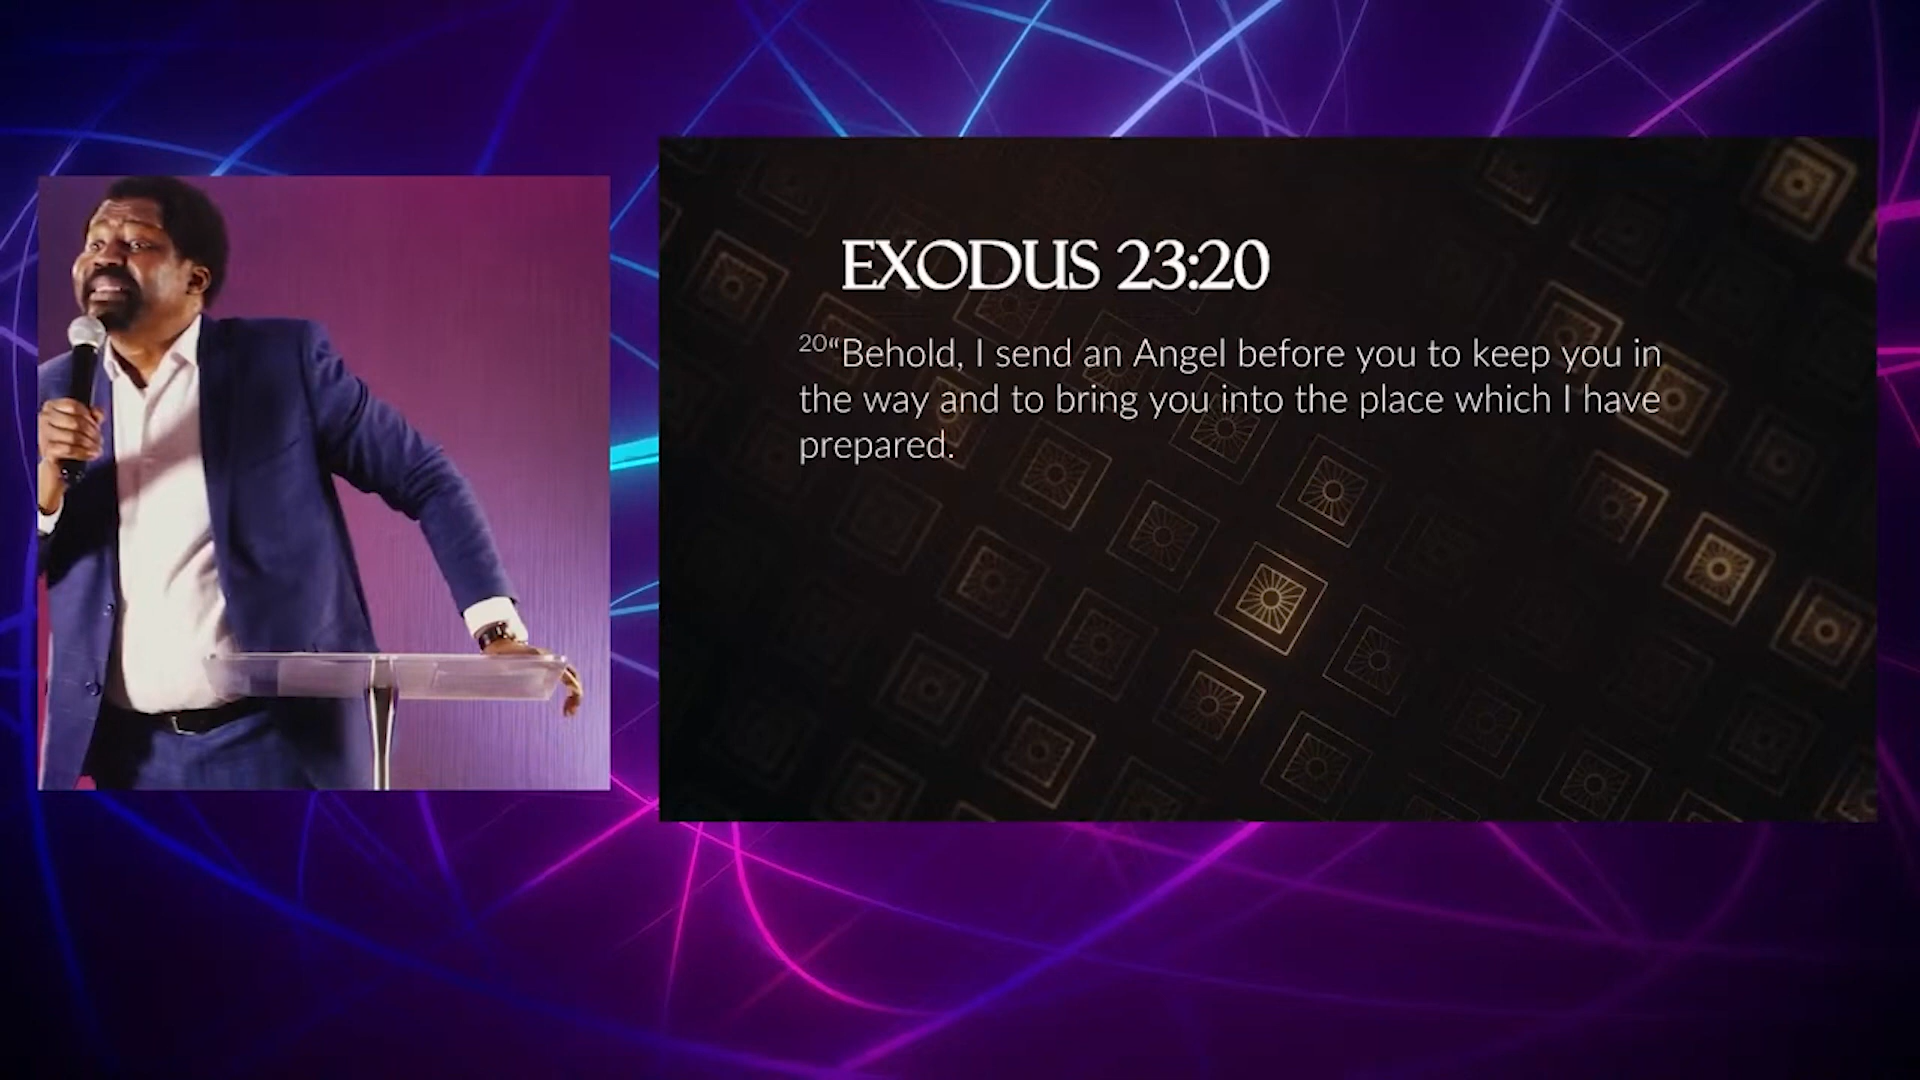 EXODUS 23:20
20“Behold, I send an Angel before you to keep you in
the way and to bring you into the place which I have
prepared.